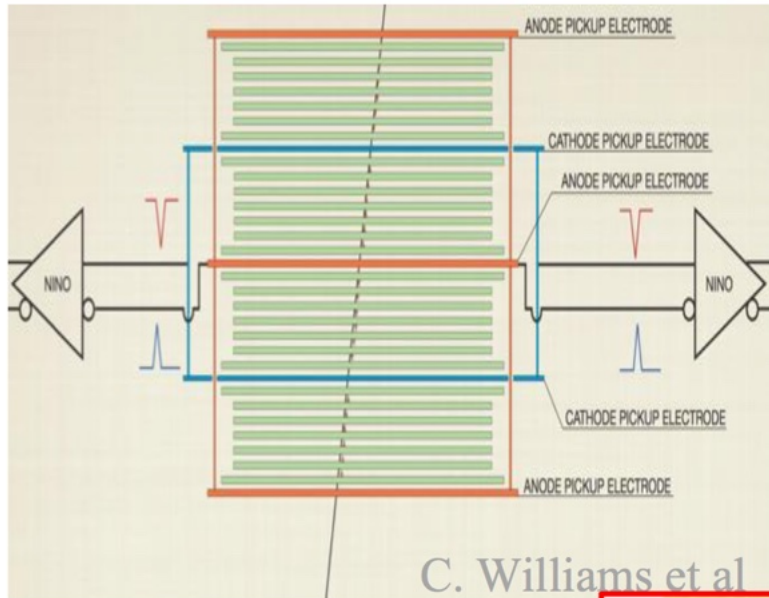 ANODE PICKUP ELECTRODE
CATHODE PICKUP ELECTRODE
ANODE PICKUP ELECTRODE
NINO
NINO
CATHODE PICKUP ELECTRODE
ANODE PICKUP ELECTRODE
C. Williams et al